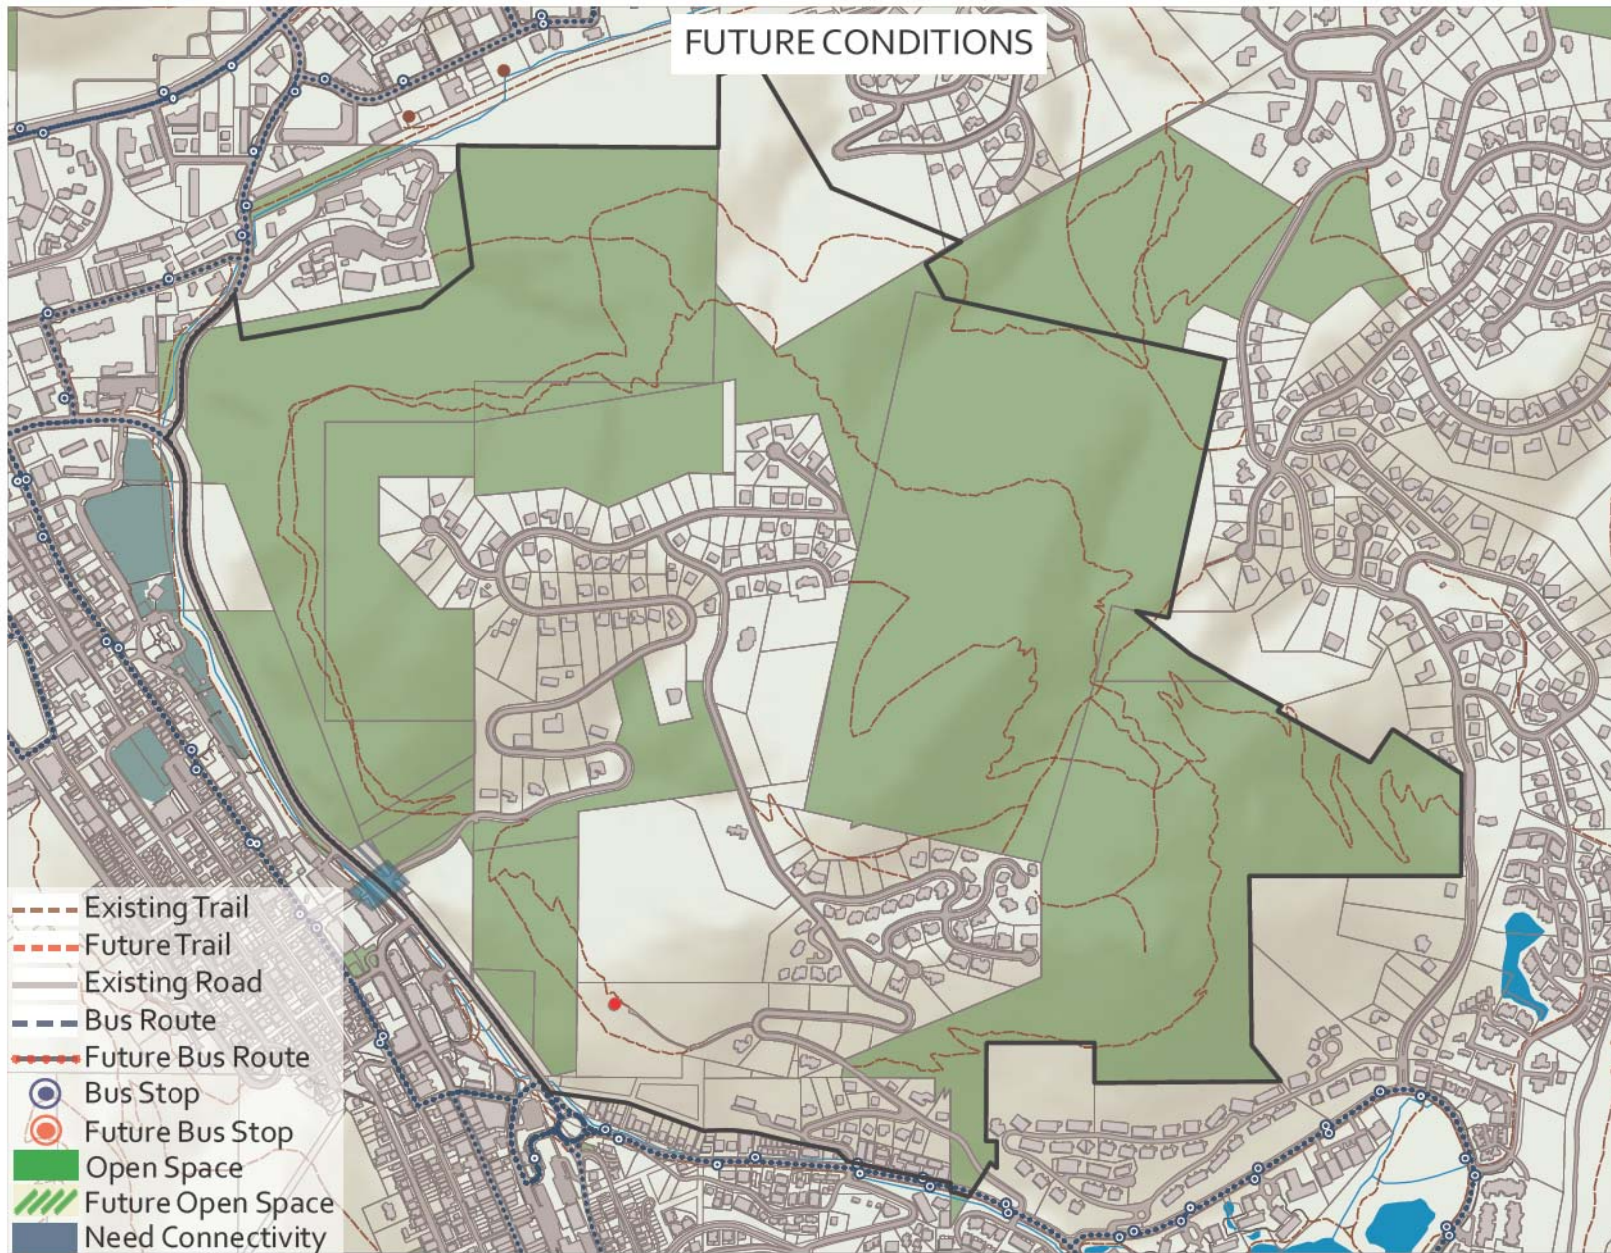 FUTURE CONDITIONS
Existing Trail
Future Trail
Existing Road
Bus Route
Future Bus Route
Bus Stop
Future Bus Stop
Open Space
Future Open Space
Need Connectivity